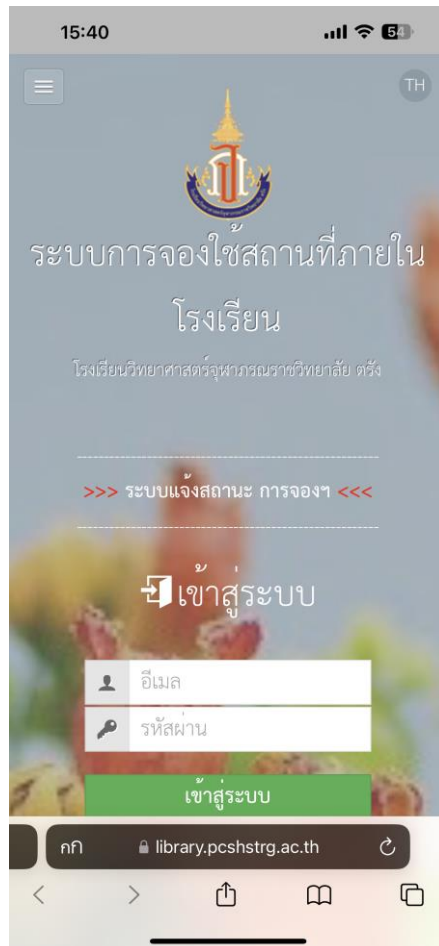 15:40
54
TH
ระบบการจองใช้สถานที่ภายใน
โรงเรียน
โรงเรียนวิทยาศาสตร์จุฬาภรณราชวิทยาลัย ตรัง
>>> ระบบแจ้งสถานะ การจองฯ <<<
เข้าสู่ระบบ
อีเมล
รหัสผ่าน
เข้าสู่ระบบ
กก library.pcshstrg.ac.th